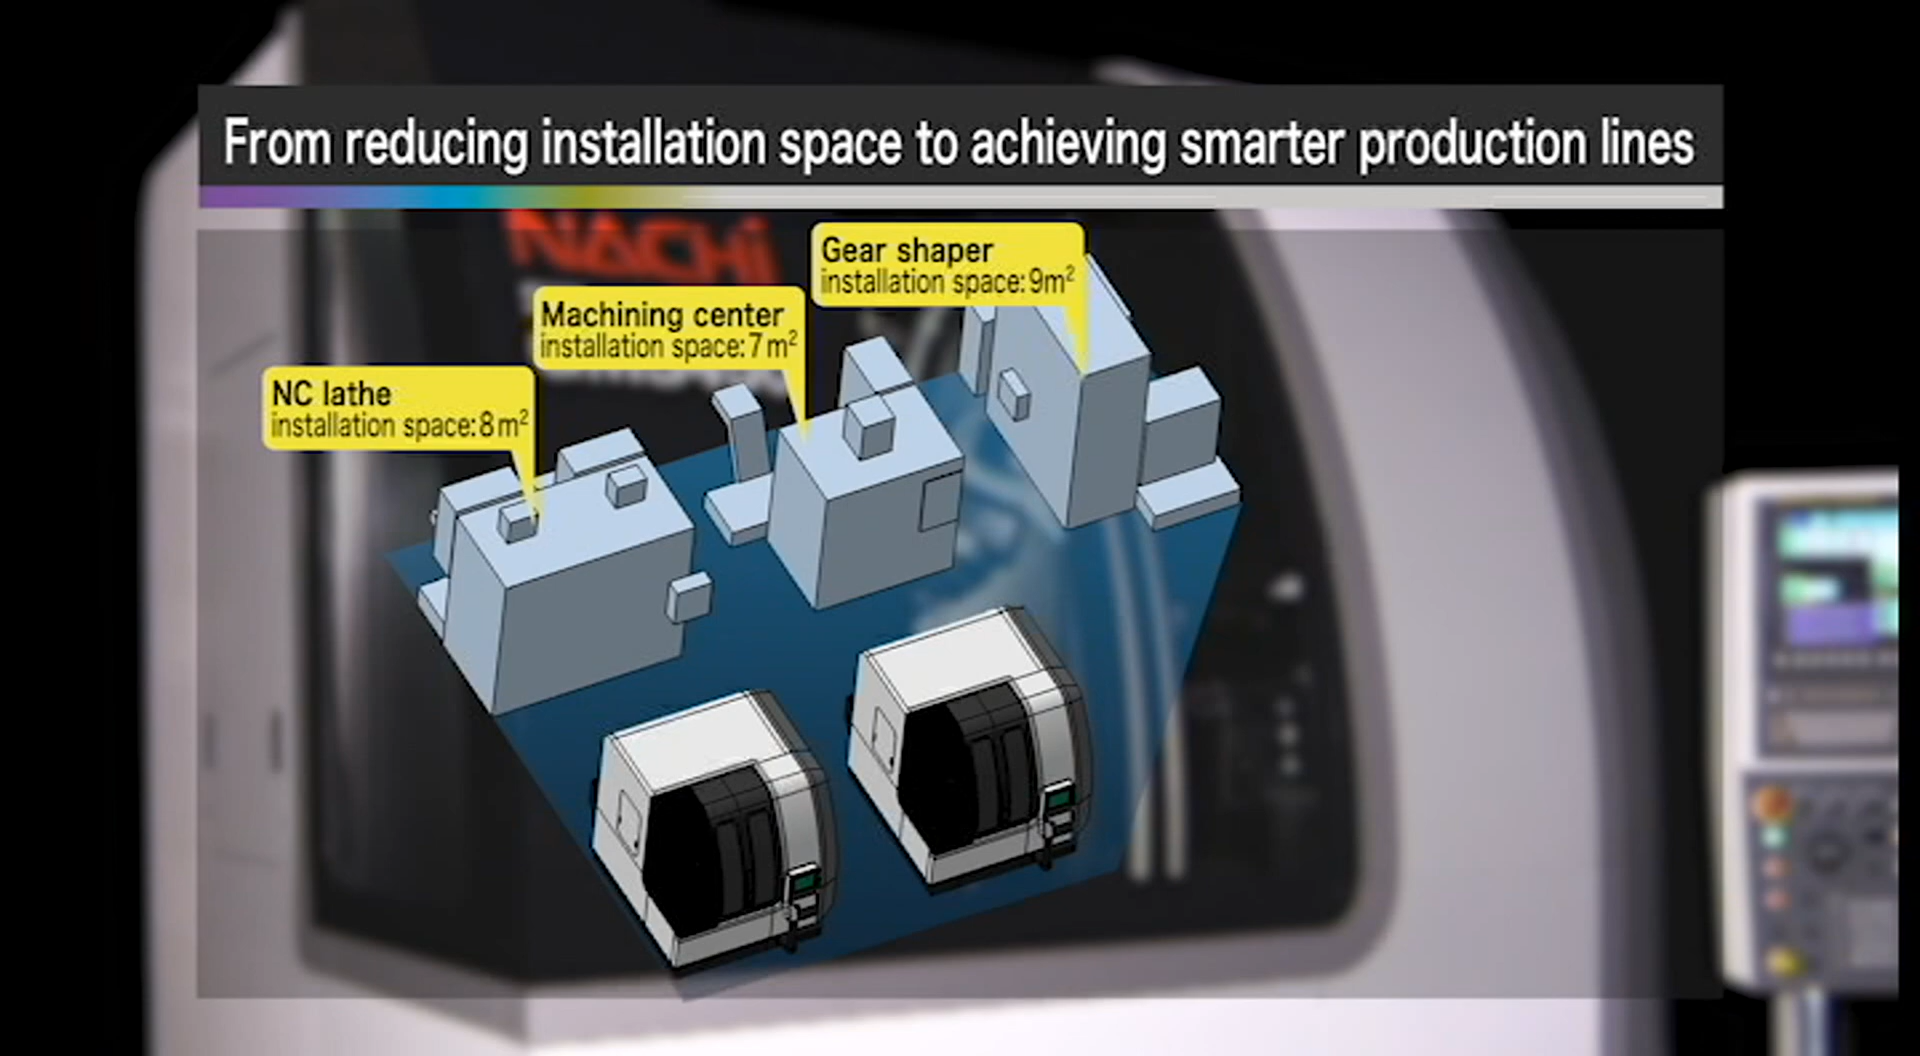 From reducing installation space to achieving smarter production lines
NACHi
Gear shaper
installation space: 9m²
Machining center
installation space: 7m²
NC lathe
installation space: 8m²